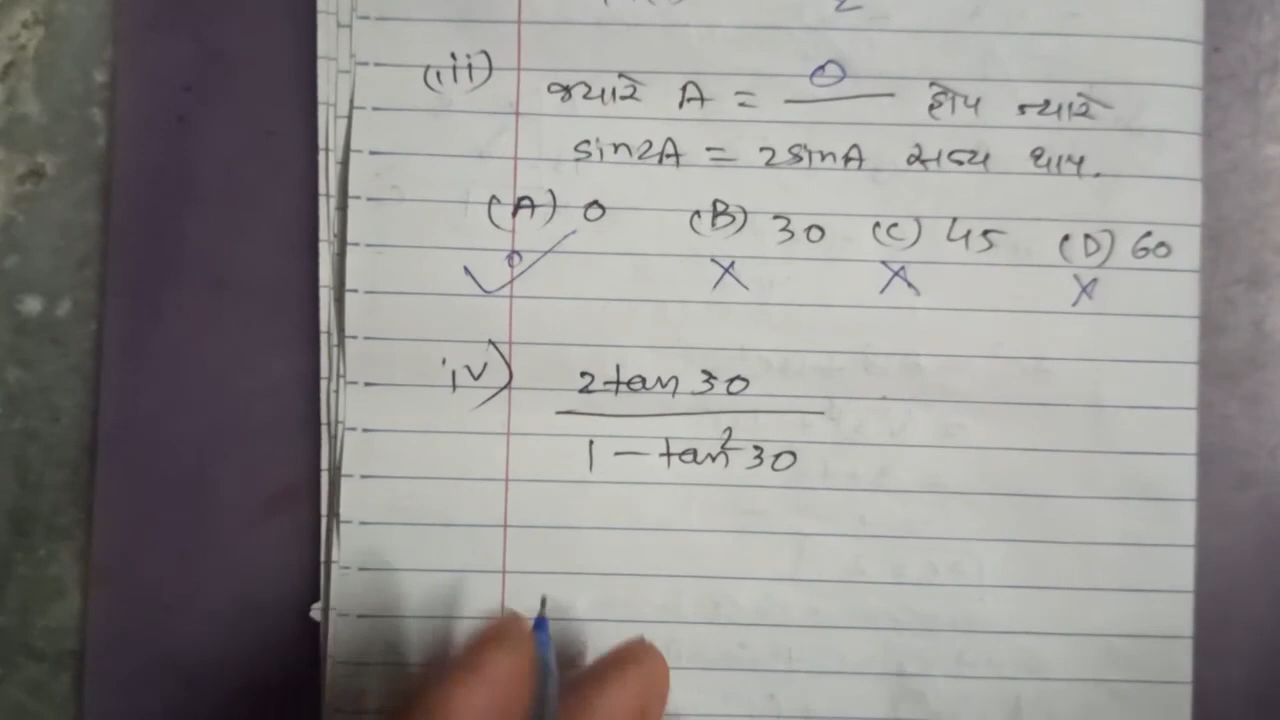 (iii) જ્યારે A = 0 હોય ત્યારે
sin2A = 2sinA સત્ય થાય.
(A) 0 (B) 30 (C) 45 (D) 60
iv) 2tan30
1 - tan²30